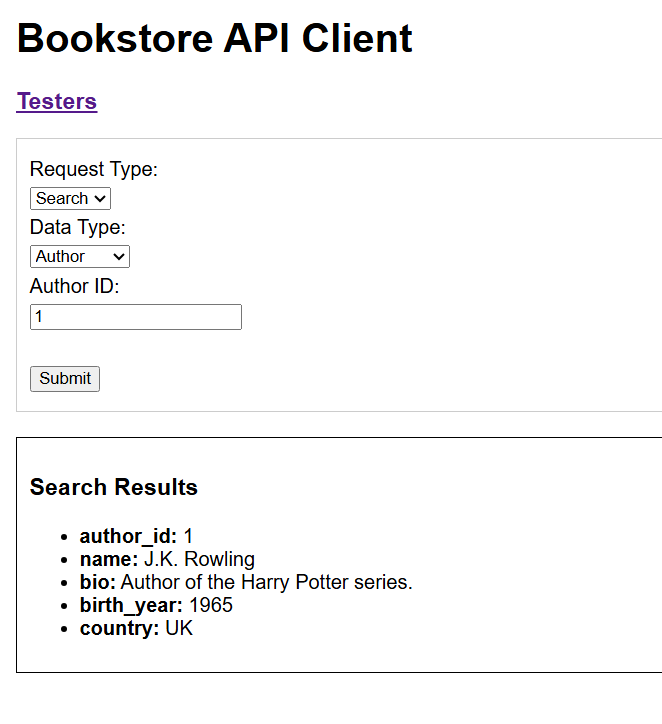 Bookstore API Client
Testers
Request Type:
Search
Data Type:
Author
Author ID:
1
Submit
Search Results
author_id: 1
name: J.K. Rowling
bio: Author of the Harry Potter series.
birth_year: 1965
country: UK